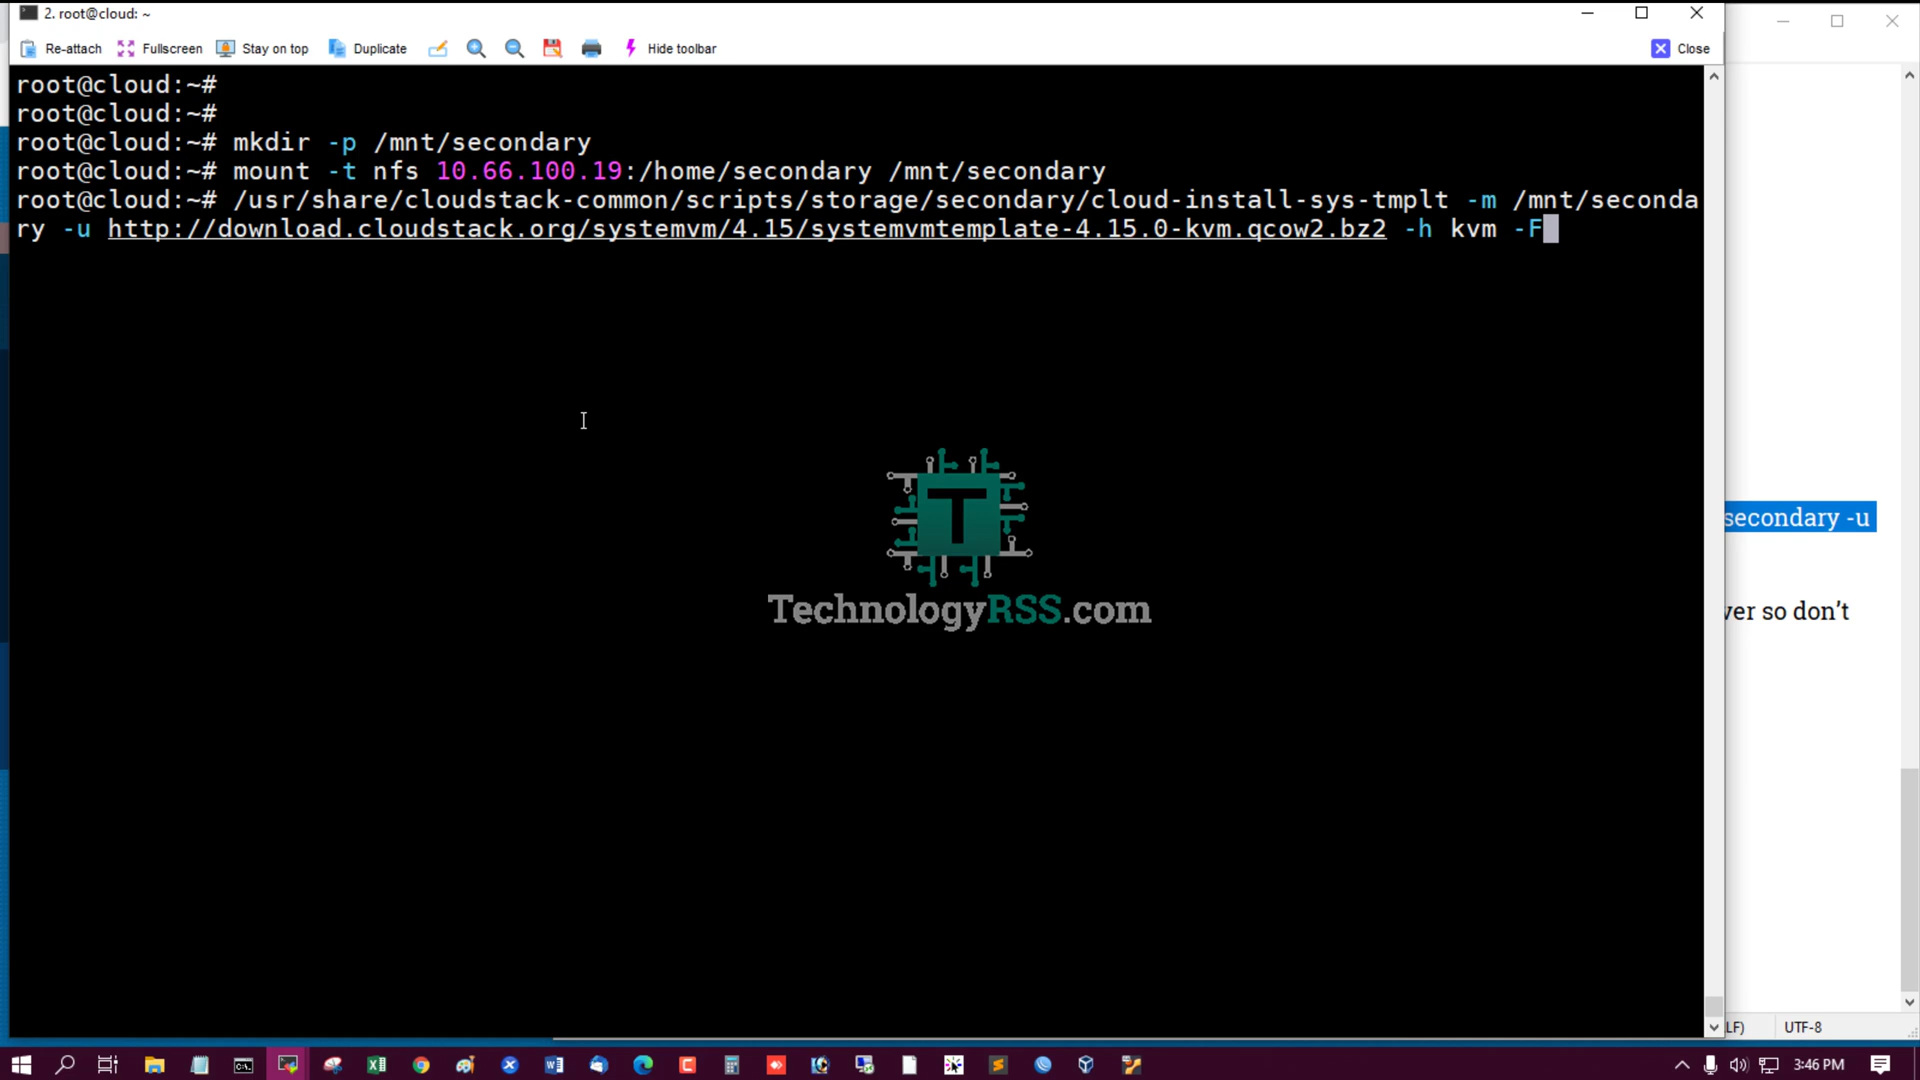 2. root@cloud: ~
Re-attach Fullscreen Stay on top Duplicate Hide toolbar Close
root@cloud:~#
root@cloud:~#
root@cloud:~# mkdir -p /mnt/secondary
root@cloud:~# mount -t nfs 10.66.100.19:/home/secondary /mnt/secondary
root@cloud:~# /usr/share/cloudstack-common/scripts/storage/secondary/cloud-install-sys-tmplt -m /mnt/seconda
ry -u http://download.cloudstack.org/systemvm/4.15/systemvmtemplate-4.15.0-kvm.qcow2.bz2 -h kvm -F
secondary -u
T
TechnologyRSS.com
ver so don’t
LF) UTF-8
3:46 PM